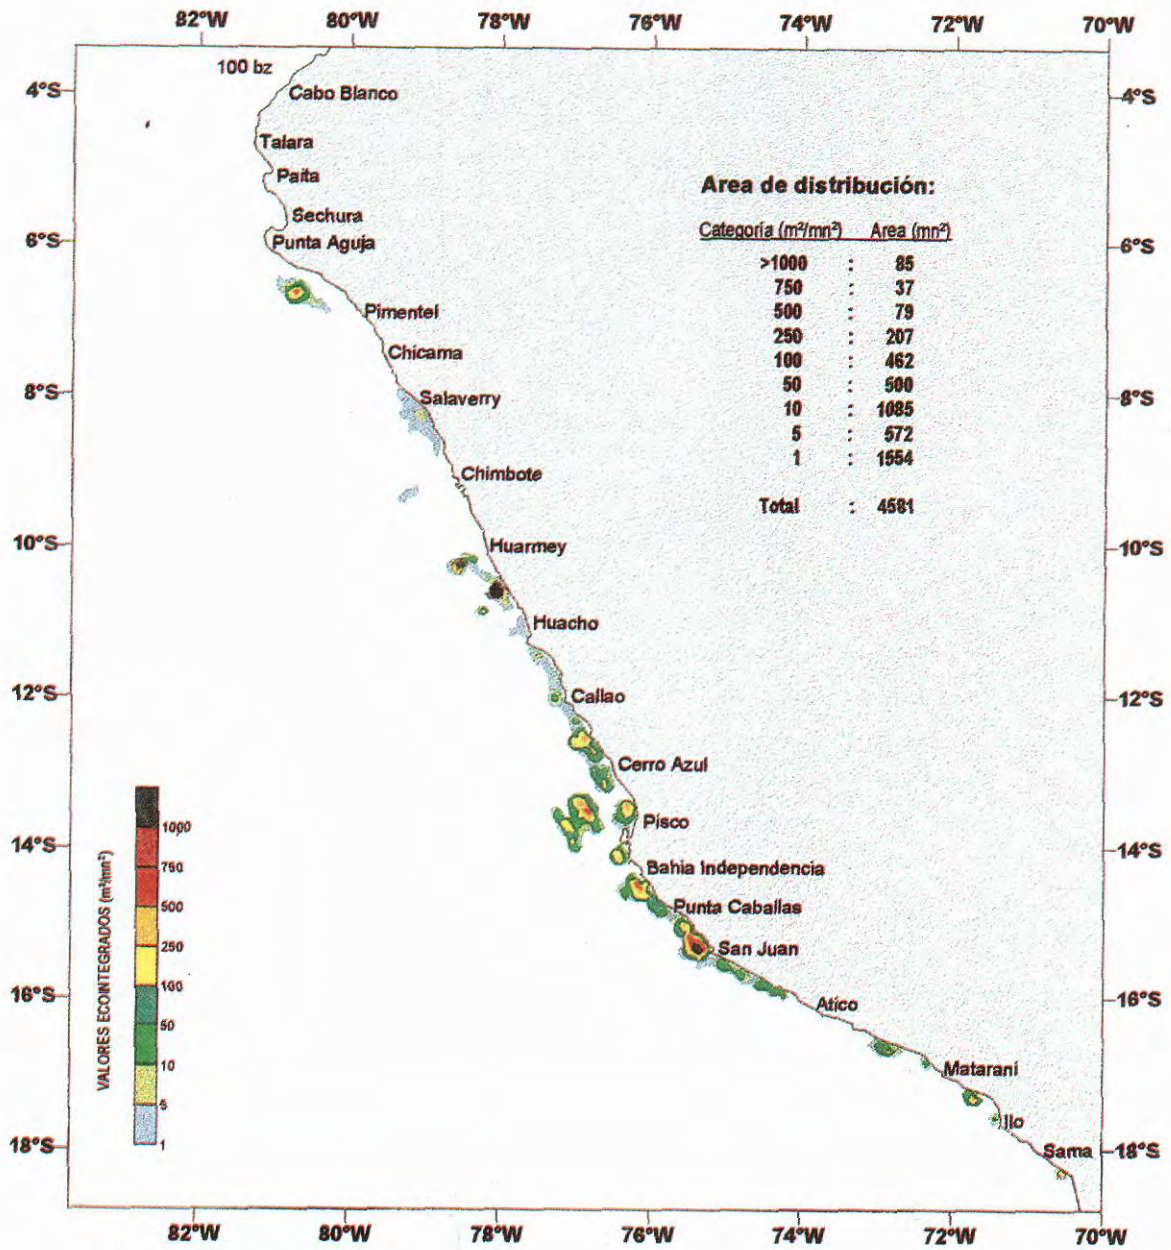 82°W 80°W 78°W 76°W 74°W 72°W 70°W
100 bz
4°S
Cabo Blanco
4°S
Talara
Paita
Sechura
6°S
Punta Aguja
6°S
Area de distribución:
Categoría (m²/mn²) Area (mn²)
>1000 : 85
750 : 37
500 : 79
250 : 207
100 : 462
50 : 500
10 : 1085
5 : 572
1 : 1554
Total : 4581
Pimentel
Chicama
8°S
Salaverry
8°S
Chimbote
10°S
Huarmey
10°S
Huacho
12°S
Callao
12°S
Cerro Azul
Pisco
14°S
14°S
Bahia Independencia
Punta Caballas
San Juan
16°S
Atico
16°S
Matarani
Ilo
18°S
Sama
18°S
VALORES ECOINTEGRADOS (m²/mn²)
1000
750
500
250
100
50
10
5
1
82°W 80°W 78°W 76°W 74°W 72°W 70°W